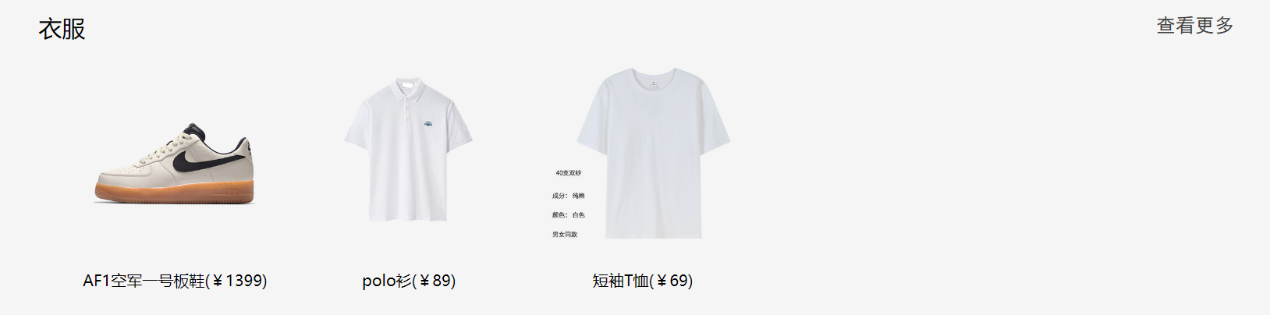 衣服
查看更多
40支双纱
成分： 纯棉
颜色： 白色
男女同款
AF1空军一号板鞋(￥1399)
polo衫(￥89)
短袖T恤(￥69)